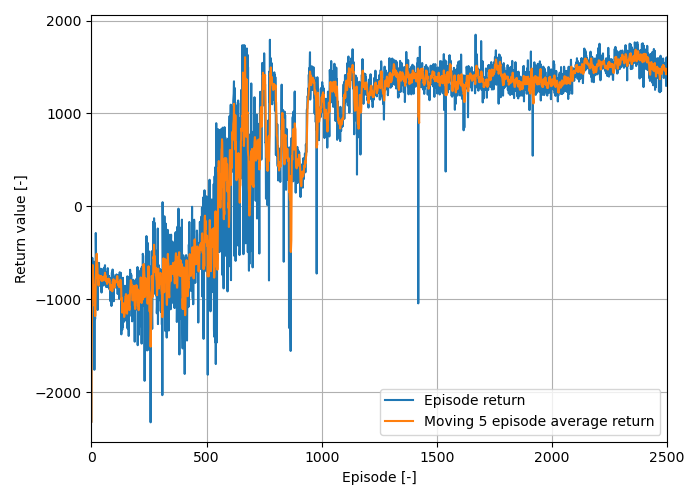 2000
1000
0
−1000
−2000
Return value [-]
Episode return
Moving 5 episode average return
0
500
1000
1500
2000
2500
Episode [-]